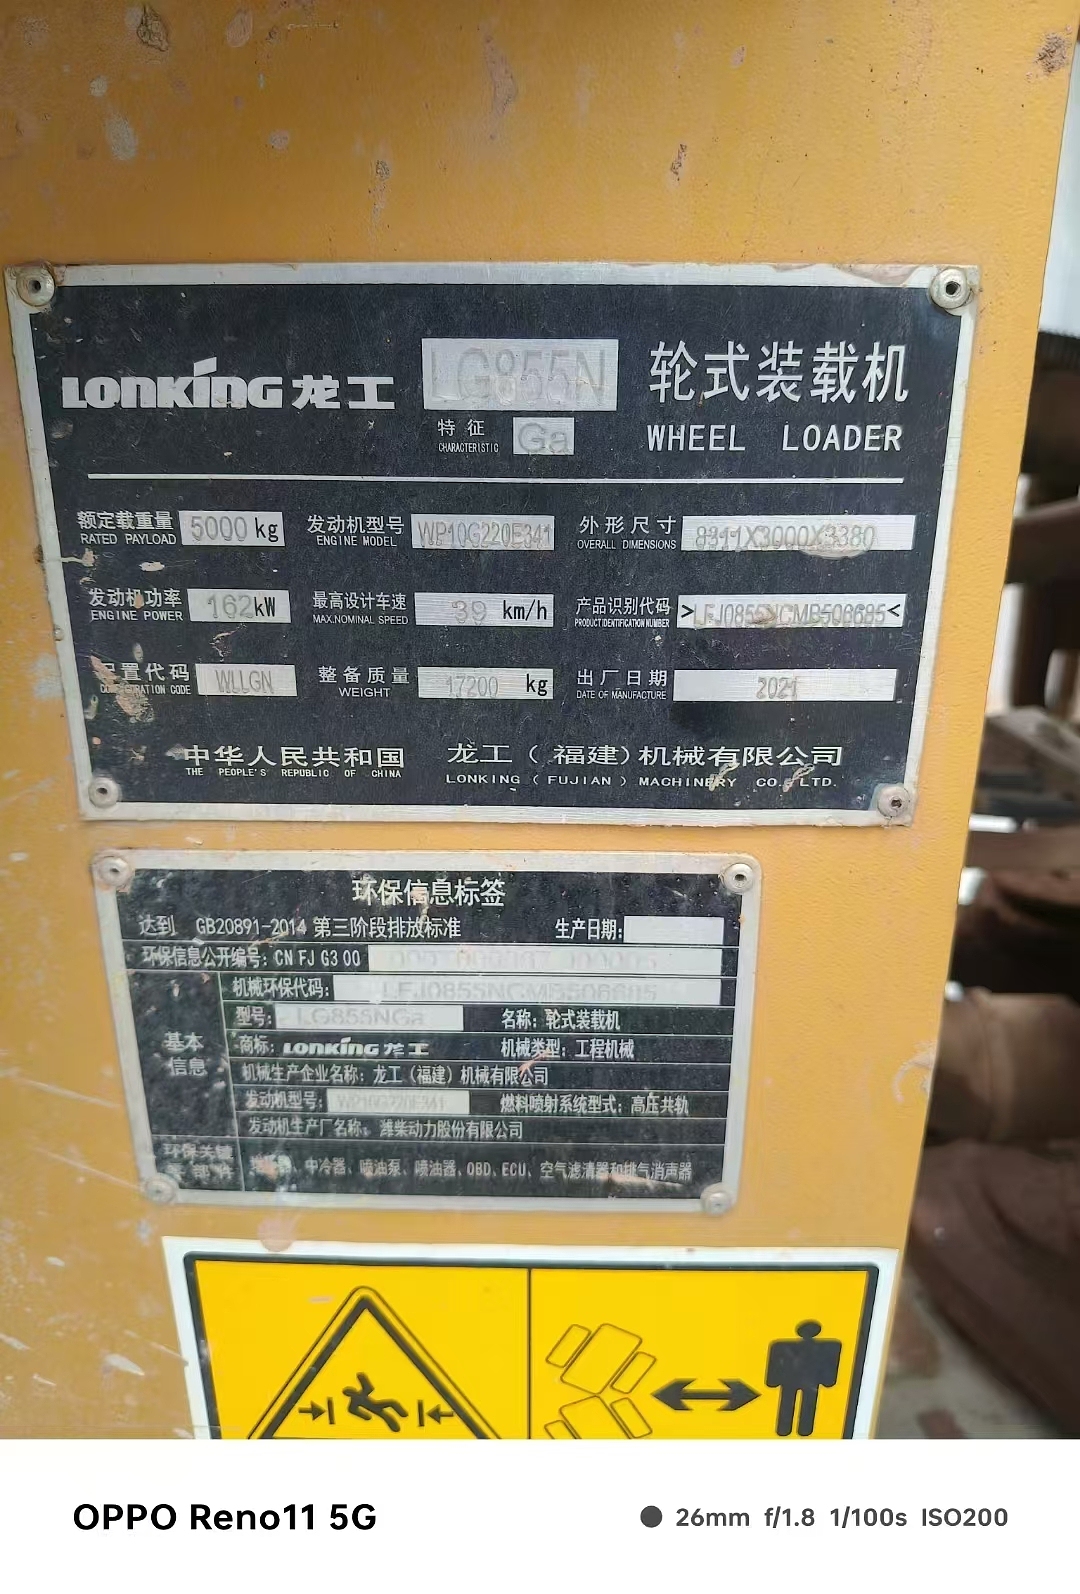 LONKING 龙工 LG855N 轮式装载机
特征 CHARACTERISTIC Ga WHEEL LOADER
额定载重量 5000 kg 发动机型号 WP10G220E341 外形尺寸 8311X3000X3380
RATED PAYLOAD ENGINE MODEL OVERALL DIMENSIONS
发动机功率 162kW 最高设计车速 39 km/h 产品识别代码 >LFJ0855NCMB506685<
ENGINE POWER MAX.NOMINAL SPEED PRODUCT IDENTIFICATION NUMBER
置代码 WLLGN 整备质量 17200 kg 出厂日期 2021
CODE WEIGHT DATE OF MANUFACTURE
中华人民共和国 龙工（福建）机械有限公司
THE PEOPLE'S REPUBLIC OF CHINA LONKING ( FUJIAN ) MACHINERY CO.,LTD.
环保信息标签
达到 GB20891-2014 第三阶段排放标准 生产日期:
环保信息公开编号: CN FJ G3 00
机械环保代码: LFJ0855NCMB506685
型号: LG855NGa 名称: 轮式装载机
基本信息
商标: LONKING 龙工 机械类型: 工程机械
机械生产企业名称: 龙工（福建）机械有限公司
发动机型号: WP10G220E341 燃料喷射系统型式: 高压共轨
发动机生产厂名称: 潍柴动力股份有限公司
环保关键
、中冷器、喷油泵、喷油器、OBD、ECU、空气滤清器和排气消声器
OPPO Reno11 5G 26mm f/1.8 1/100s ISO200